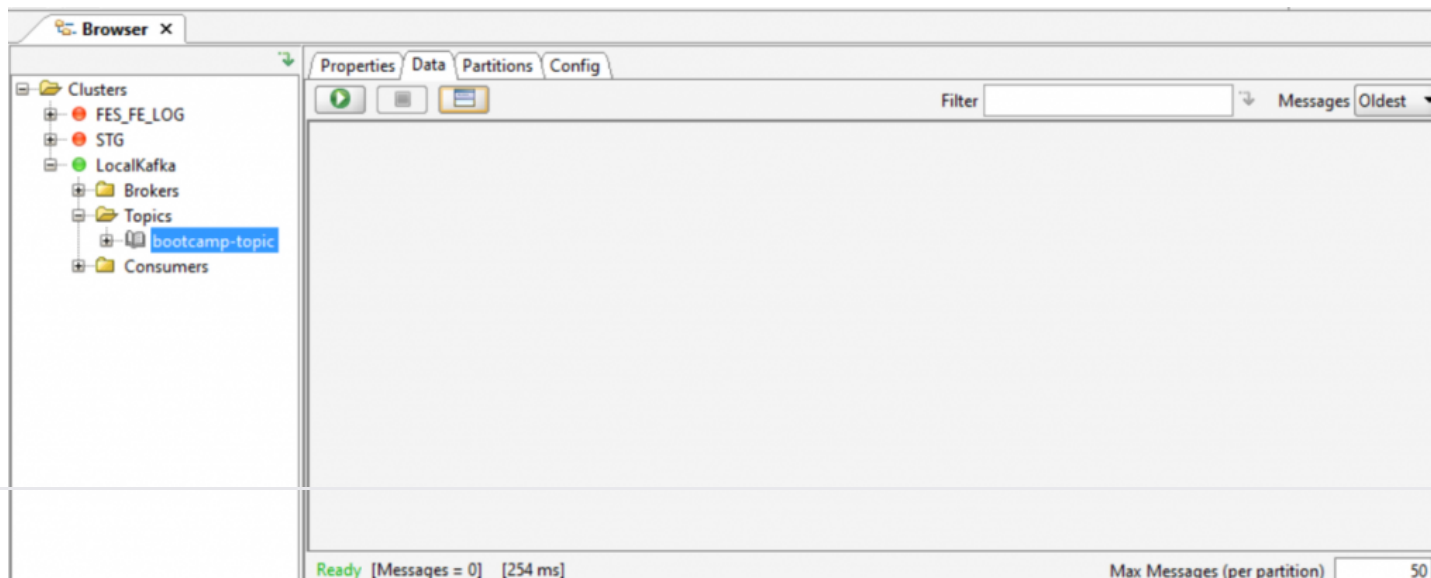 Browser X
Properties Data Partitions Config
Clusters
FES_FE_LOG
STG
LocalKafka
Brokers
Topics
bootcamp-topic
Consumers
Filter Messages Oldest
Ready [Messages = 0] [254 ms] Max Messages (per partition) 50